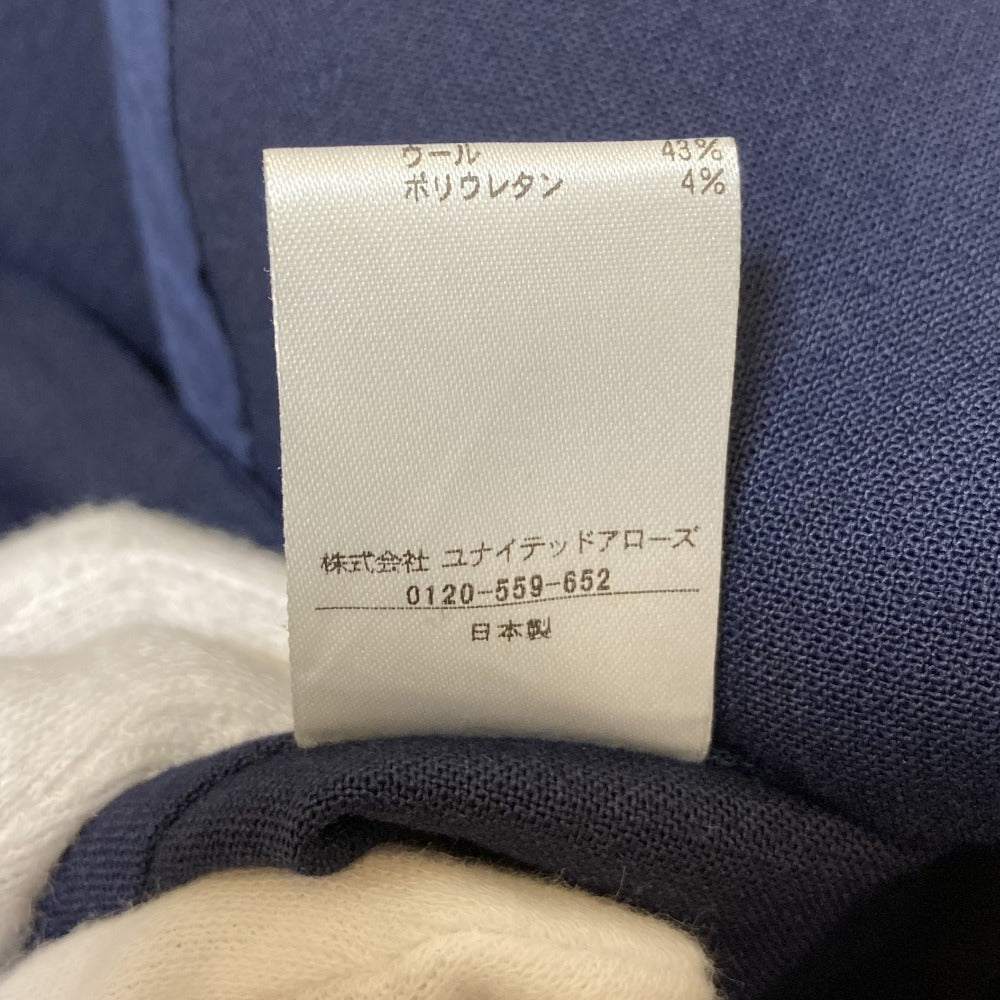 ウール 43%
ポリウレタン 4%
株式会社 ユナイテッドアローズ
0120-559-652
日本製